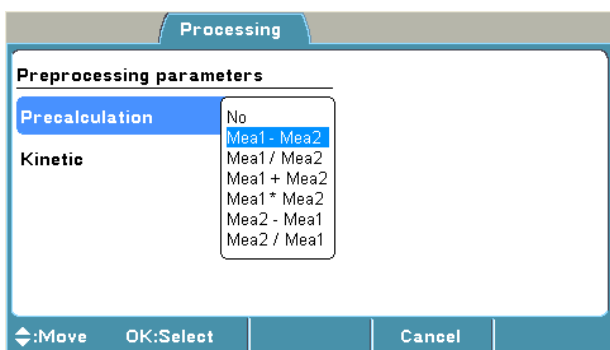 Processing
Preprocessing parameters
Precalculation
No
Mea1 - Mea2
Mea1 / Mea2
Mea1 + Mea2
Mea1 * Mea2
Mea2 - Mea1
Mea2 / Mea1
Kinetic
:Move OK:Select Cancel